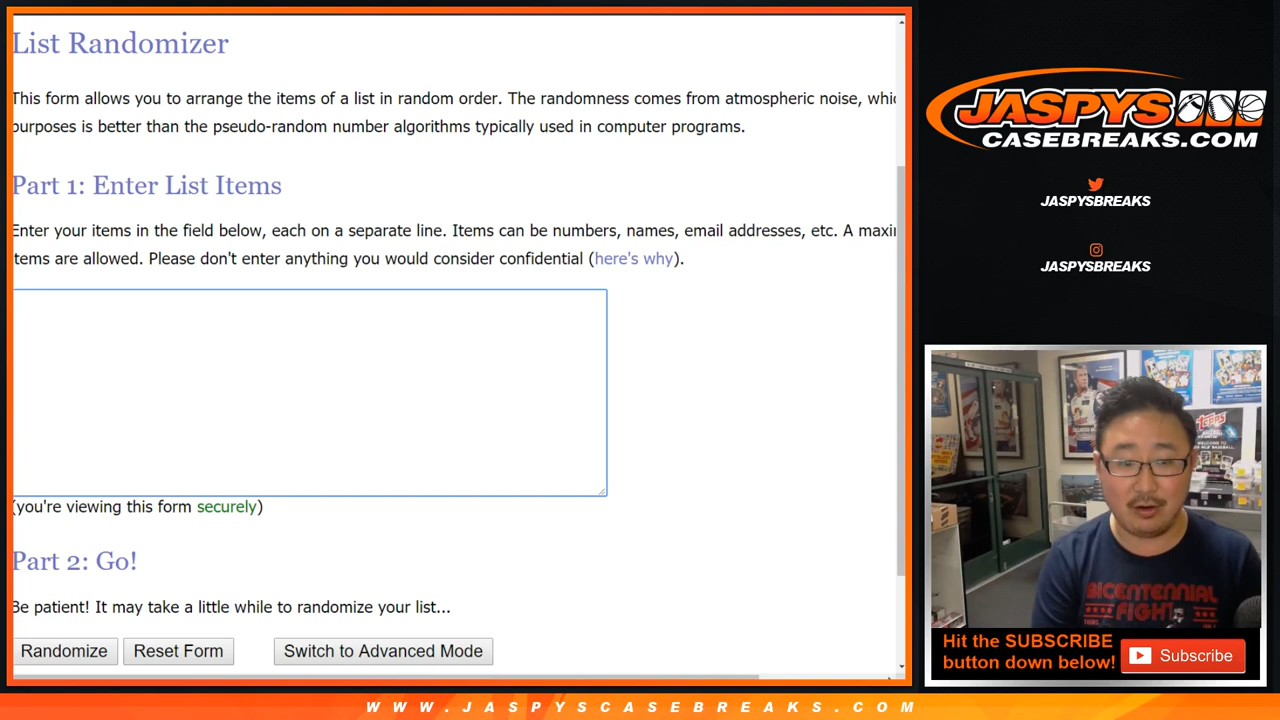 List Randomizer
This form allows you to arrange the items of a list in random order. The randomness comes from atmospheric noise, whic
purposes is better than the pseudo-random number algorithms typically used in computer programs.
Part 1: Enter List Items
Enter your items in the field below, each on a separate line. Items can be numbers, names, email addresses, etc. A maxi
items are allowed. Please don't enter anything you would consider confidential (here's why).
(you're viewing this form securely)
Part 2: Go!
Be patient! It may take a little while to randomize your list...
Randomize Reset Form Switch to Advanced Mode
JASPYS
CASEBREAKS.COM
JASPYSBREAKS
JASPYSBREAKS
TOPPS
BICENTENNIAL
FIGHT
Hit the SUBSCRIBE
button down below!
Subscribe
WWW.JASPYSCASEBREAKS.COM